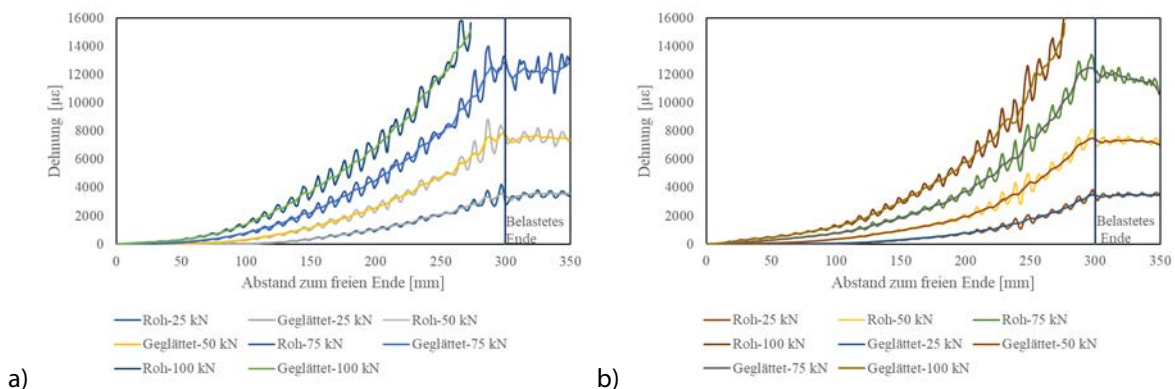 16000
14000
12000
10000
8000
6000
4000
2000
0
Dehnung [με]
0 50 100 150 200 250 300 350
Belastetes
Ende
Abstand zum freien Ende [mm]
Roh-25 kN Geglättet-25 kN Roh-50 kN
Geglättet-50 kN Roh-75 kN Geglättet-75 kN
Roh-100 kN Geglättet-100 kN
a)
16000
14000
12000
10000
8000
6000
4000
2000
0
Dehnung [με]
0 50 100 150 200 250 300 350
Belastetes
Ende
Abstand zum freien Ende [mm]
Roh-25 kN Roh-50 kN Roh-75 kN
Roh-100 kN Geglättet-25 kN Geglättet-50 kN
Geglättet-75 kN Geglättet-100 kN
b)